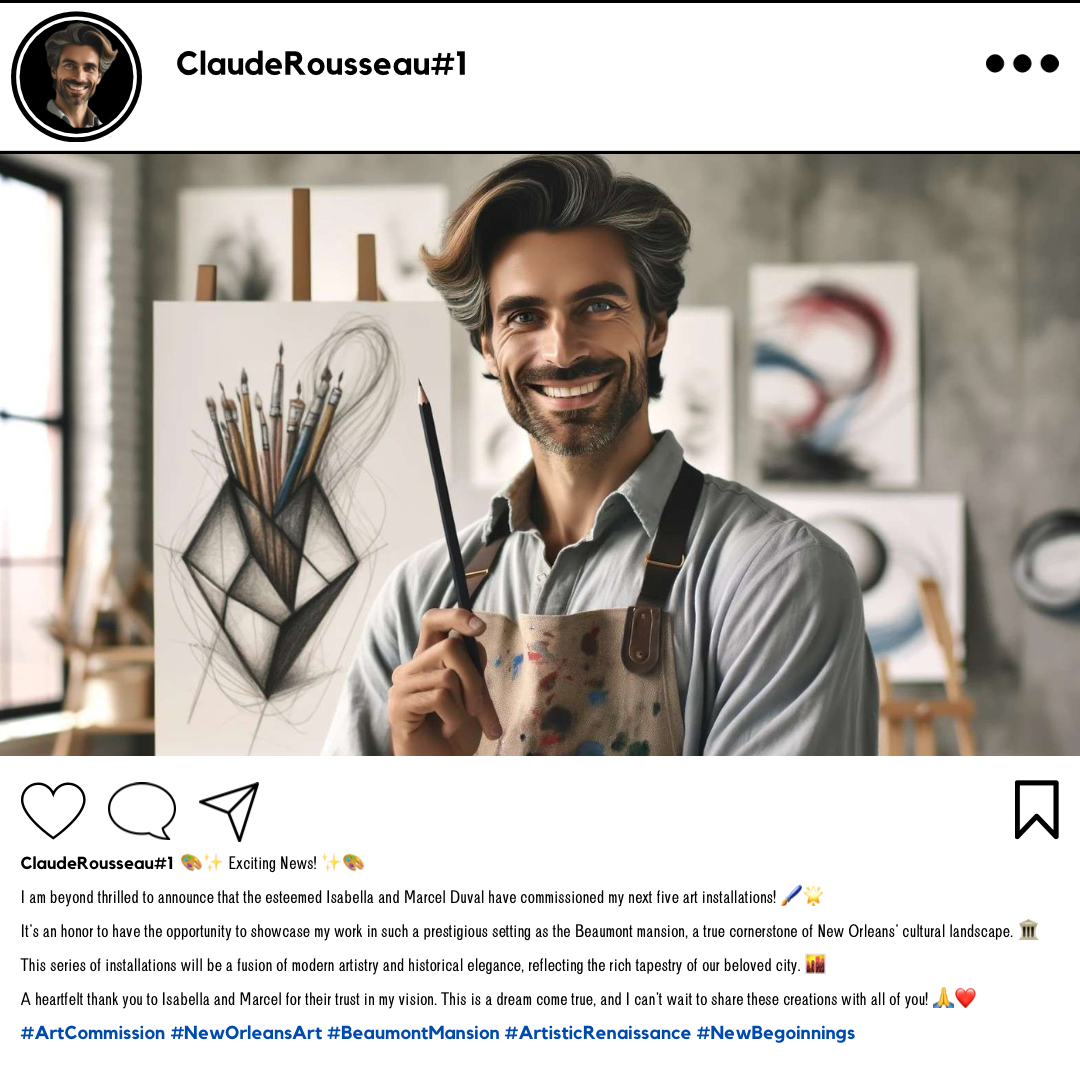 ClaudeRousseau#1
ClaudeRousseau#1 🎨✨ Exciting News! ✨🎨
I am beyond thrilled to announce that the esteemed Isabella and Marcel Duval have commissioned my next five art installations! 🖌️🌟
It's an honor to have the opportunity to showcase my work in such a prestigious setting as the Beaumont mansion, a true cornerstone of New Orleans' cultural landscape. 🏛️
This series of installations will be a fusion of modern artistry and historical elegance, reflecting the rich tapestry of our beloved city. 🌇
A heartfelt thank you to Isabella and Marcel for their trust in my vision. This is a dream come true, and I can't wait to share these creations with all of you! 🙏❤️
#ArtCommission #NewOrleansArt #BeaumontMansion #ArtisticRenaissance #NewBegoinnings